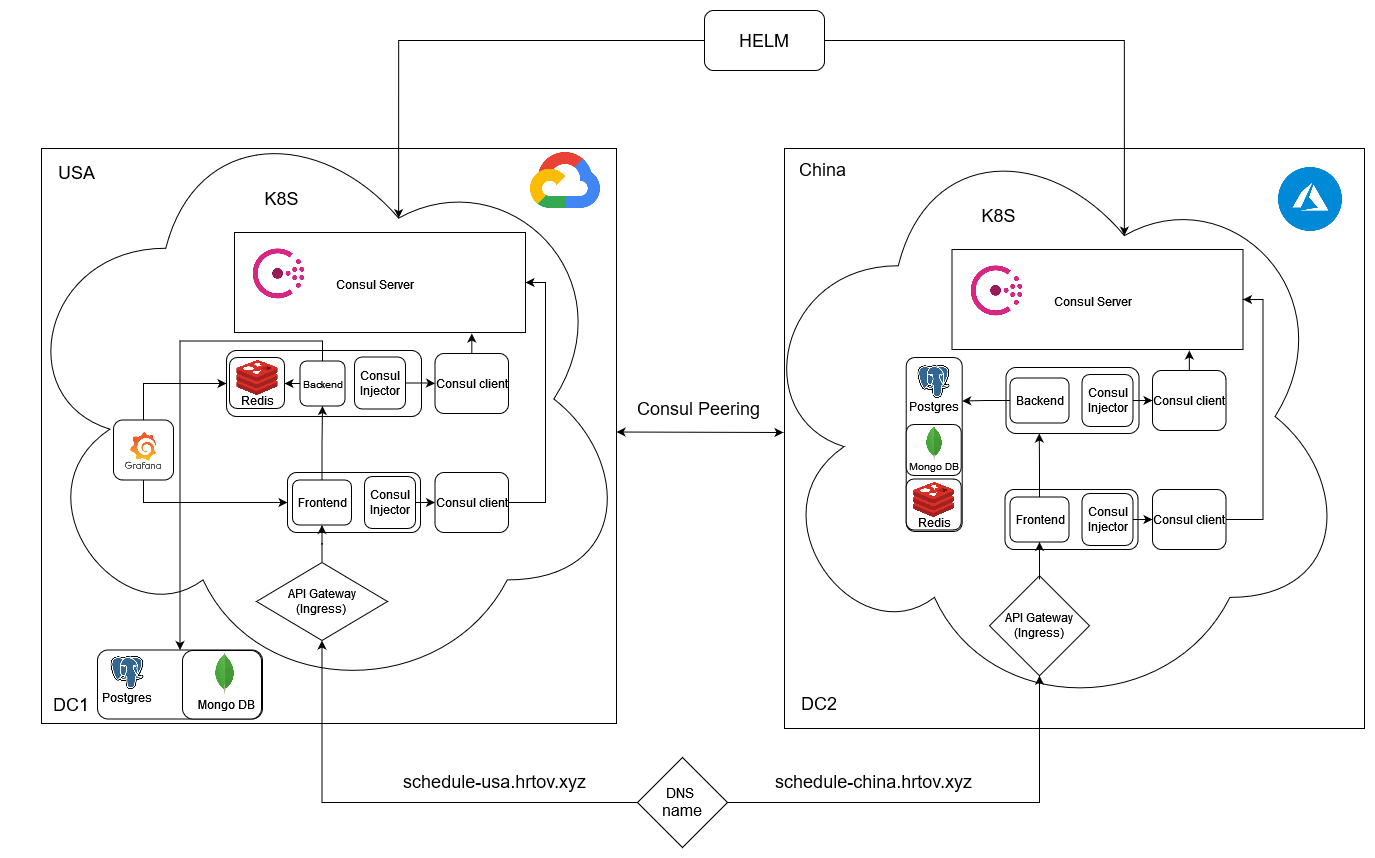 HELM
USA
K8S
Consul Server
Redis
Backend
Consul
Injector
Consul client
Grafana
Frontend
Consul
Injector
Consul client
API Gateway
(Ingress)
DC1
Postgres
Mongo DB
Consul Peering
China
K8S
Consul Server
Postgres
Mongo DB
Redis
Backend
Consul
Injector
Consul client
Frontend
Consul
Injector
Consul client
API Gateway
(Ingress)
DC2
schedule-usa.hrtov.xyz
DNS
name
schedule-china.hrtov.xyz